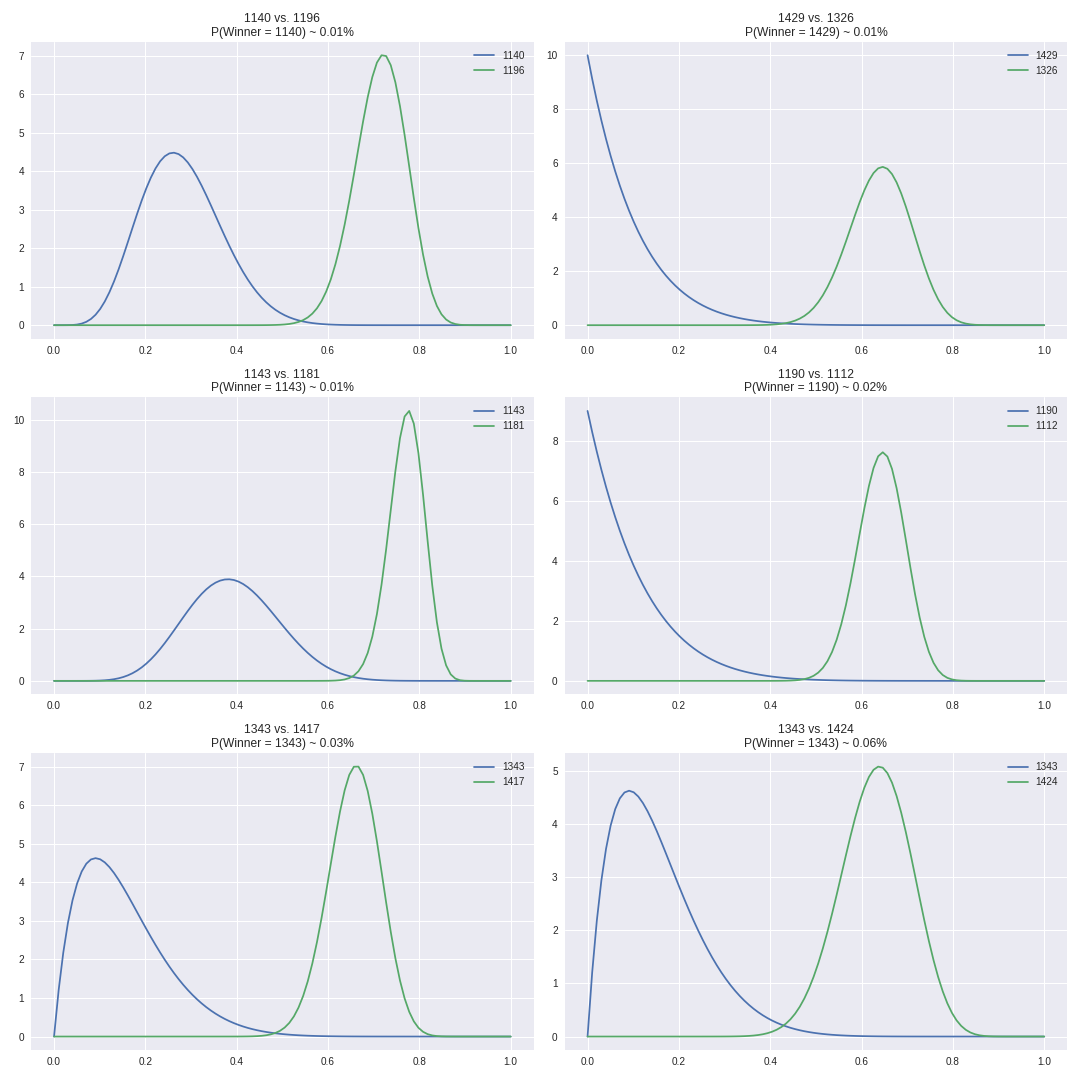 1140 vs. 1196
P(Winner = 1140) ~ 0.01%
1140
1196
7
6
5
4
3
2
1
0
0.0 0.2 0.4 0.6 0.8 1.0
1429 vs. 1326
P(Winner = 1429) ~ 0.01%
1429
1326
10
8
6
4
2
0
0.0 0.2 0.4 0.6 0.8 1.0
1143 vs. 1181
P(Winner = 1143) ~ 0.01%
1143
1181
10
8
6
4
2
0
0.0 0.2 0.4 0.6 0.8 1.0
1190 vs. 1112
P(Winner = 1190) ~ 0.02%
1190
1112
8
6
4
2
0
0.0 0.2 0.4 0.6 0.8 1.0
1343 vs. 1417
P(Winner = 1343) ~ 0.03%
1343
1417
7
6
5
4
3
2
1
0
0.0 0.2 0.4 0.6 0.8 1.0
1343 vs. 1424
P(Winner = 1343) ~ 0.06%
1343
1424
5
4
3
2
1
0
0.0 0.2 0.4 0.6 0.8 1.0